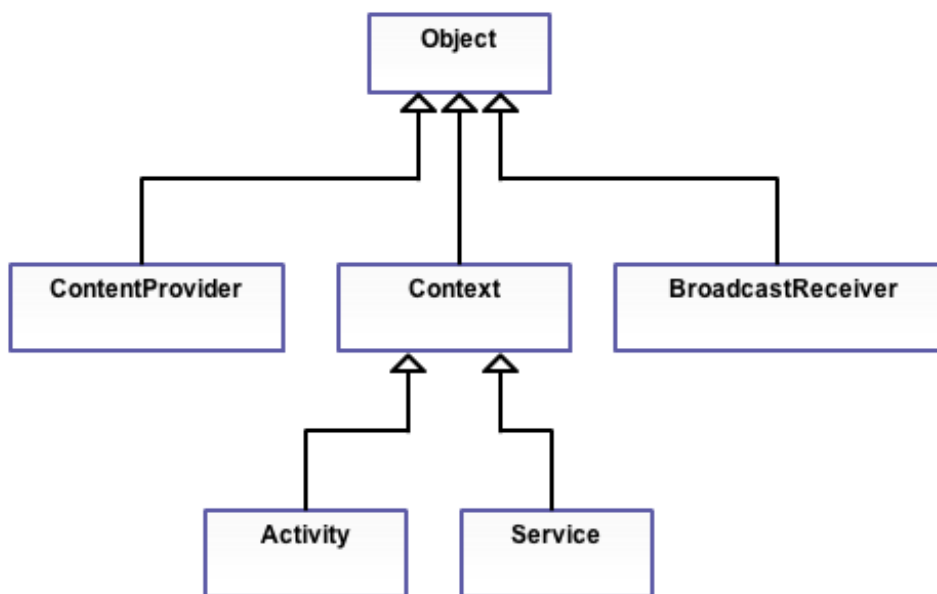 Object
ContentProvider
Context
BroadcastReceiver
Activity
Service